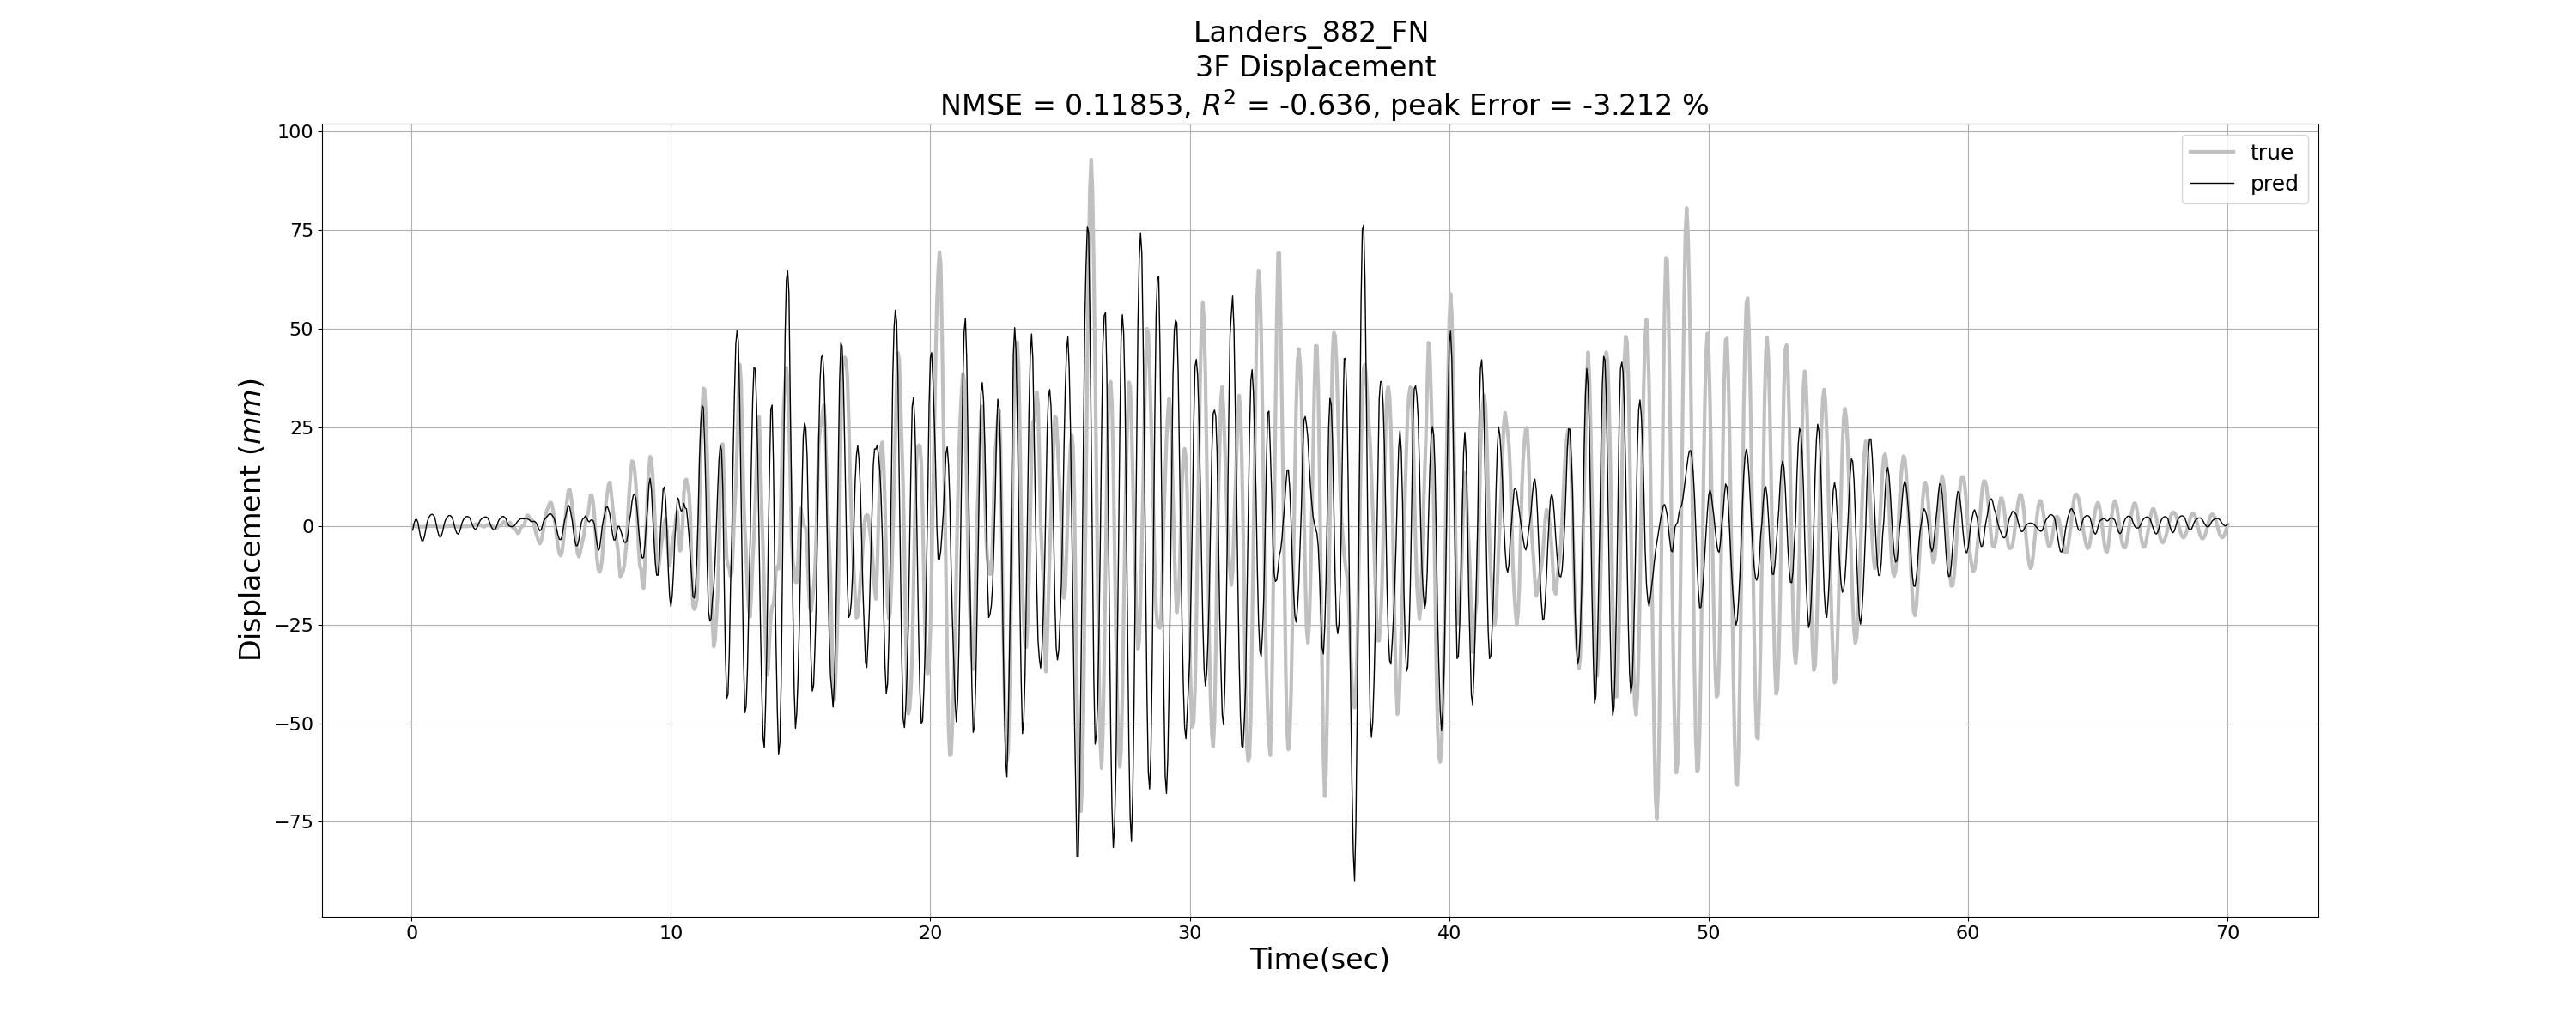 Landers_882_FN
3F Displacement
NMSE = 0.11853, R² = -0.636, peak Error = -3.212 %
100
75
50
25
0
−25
−50
−75
Displacement (mm)
true
pred
0 10 20 30 40 50 60 70
Time(sec)